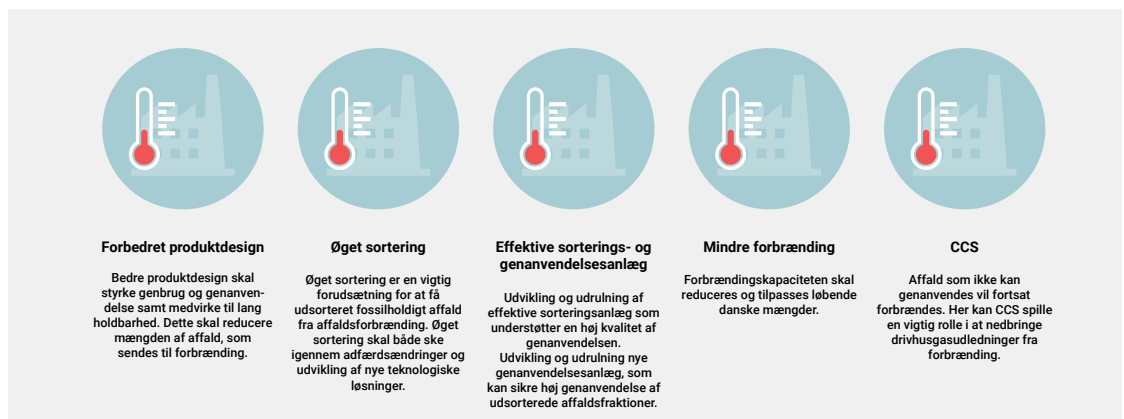 Forbedret produktdesign
Bedre produktdesign skal
styrke genbrug og genanven-
delse samt medvirke til lang
holdbarhed. Dette skal reducere
mængden af affald, som
sendes til forbrænding.
Øget sortering
Øget sortering er en vigtig
forudsætning for at få
udsorteret fossilholdigt affald
fra affaldsforbrænding. Øget
sortering skal både ske
igennem adfærdsændringer og
udvikling af nye teknologiske
løsninger.
Effektive sorterings- og
genanvendelsesanlæg
Udvikling og udrulning af
effektive sorteringsanlæg som
understøtter en høj kvalitet af
genanvendelsen.
Udvikling og udrulning nye
genanvendelsesanlæg, som
kan sikre høj genanvendelse af
udsorterede affaldsfraktioner.
Mindre forbrænding
Forbrændingskapaciteten skal
reduceres og tilpasses løbende
danske mængder.
CCS
Affald som ikke kan
genanvendes vil fortsat
forbrændes. Her kan CCS spille
en vigtig rolle i at nedbringe
drivhusgasudledninger fra
forbrænding.